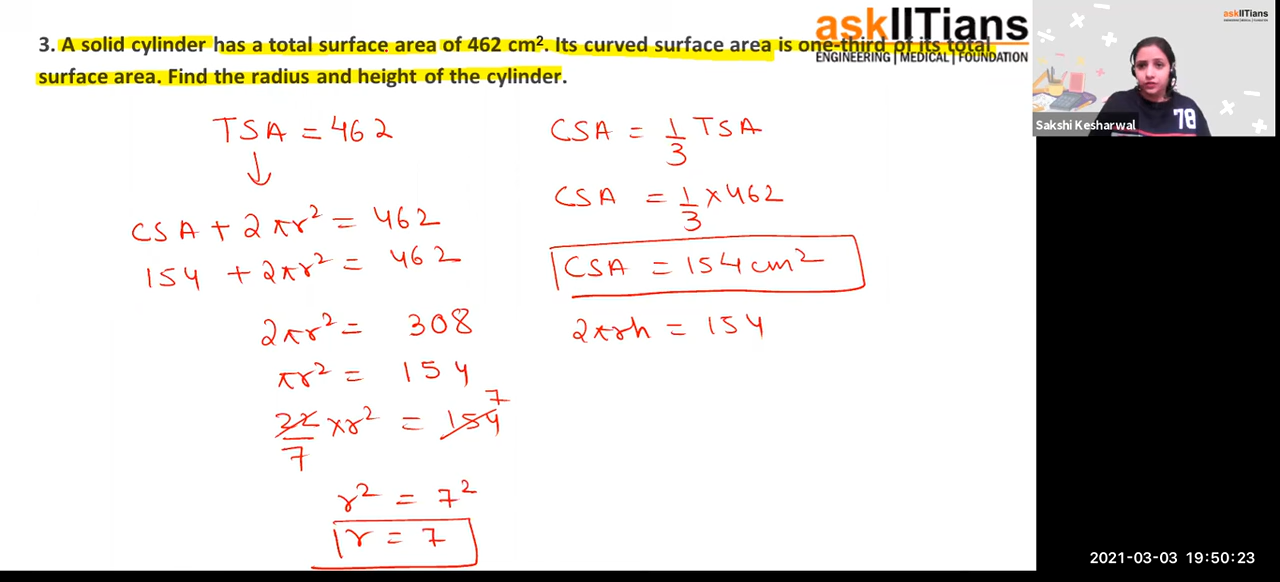 askIITians
ENGINEERING | MEDICAL | FOUNDATION
3. A solid cylinder has a total surface area of 462 cm². Its curved surface area is one-third of its total
surface area. Find the radius and height of the cylinder.
TSA = 462
↓
CSA + 2πr² = 462
154 + 2πr² = 462
2πr² = 308
πr² = 154
22/7 × r² = 154 7
r² = 7²
r = 7
CSA = 1/3 TSA
CSA = 1/3 × 462
CSA = 154 cm²
2πrh = 154
askIITians
78
Sakshi Kesharwal
2021-03-03 19:50:23